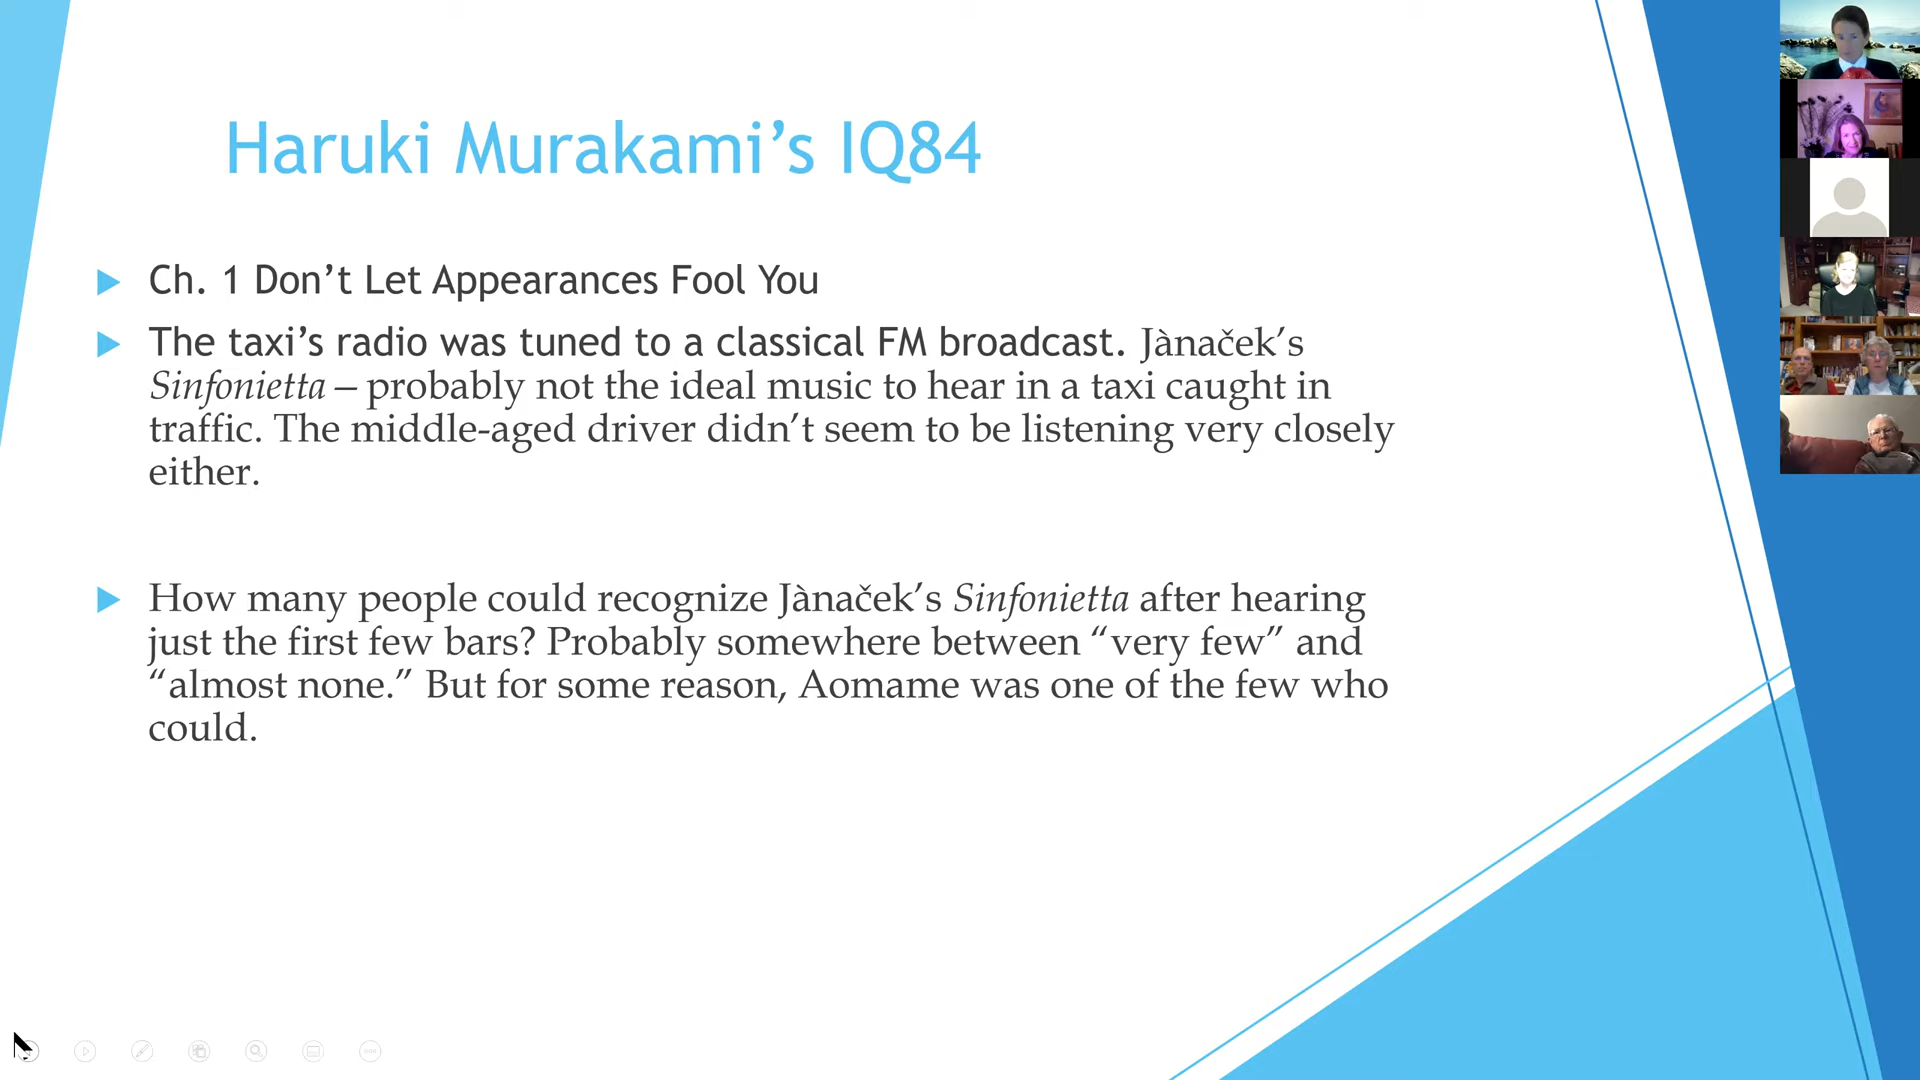 Haruki Murakami’s IQ84
Ch. 1 Don’t Let Appearances Fool You
The taxi’s radio was tuned to a classical FM broadcast. Jànaček’s
Sinfonietta – probably not the ideal music to hear in a taxi caught in
traffic. The middle-aged driver didn’t seem to be listening very closely
either.
How many people could recognize Jànaček’s Sinfonietta after hearing
just the first few bars? Probably somewhere between “very few” and
“almost none.” But for some reason, Aomame was one of the few who
could.